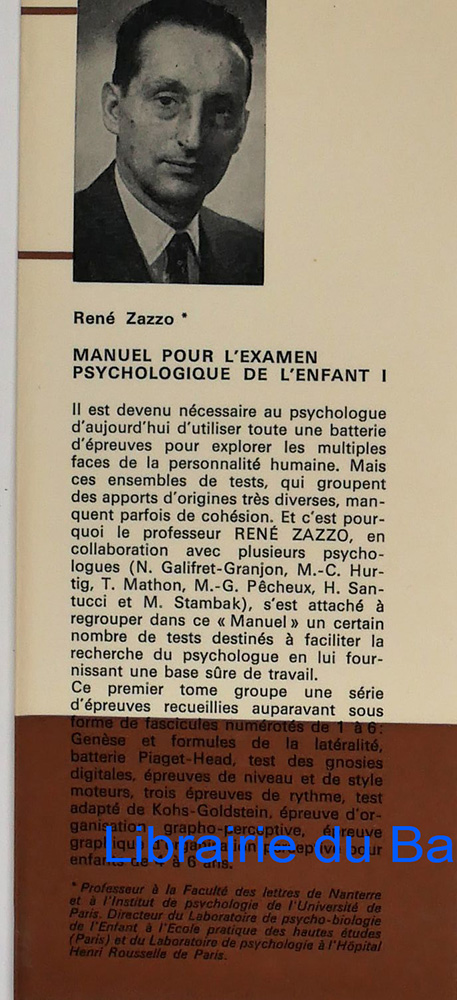 René Zazzo *
MANUEL POUR L'EXAMEN
PSYCHOLOGIQUE DE L'ENFANT I
Il est devenu nécessaire au psychologue
d'aujourd'hui d'utiliser toute une batterie
d'épreuves pour explorer les multiples
faces de la personnalité humaine. Mais
ces ensembles de tests, qui groupent
des apports d'origines très diverses, man-
quent parfois de cohésion. Et c'est pour-
quoi le professeur RENÉ ZAZZO, en
collaboration avec plusieurs psycho-
logues (N. Galifret-Granjon, M.-C. Hur-
tig, T. Mathon, M.-G. Pêcheux, H. San-
tucci et M. Stambak), s'est attaché à
regrouper dans ce « Manuel » un certain
nombre de tests destinés à faciliter la
recherche du psychologue en lui four-
nissant une base sûre de travail.
Ce premier tome groupe une série
d'épreuves recueillies auparavant sous
forme de fascicules numérotés de 1 à 6 :
Genèse et formules de la latéralité,
batterie Piaget-Head, test des gnosies
digitales, épreuves de niveau et de style
moteurs, trois épreuves de rythme, test
adapté de Kohs-Goldstein, épreuve d'or-
ganisation grapho-perceptive, épreuve
graphique d'organisation perceptive pour
enfants de 4 à 6 ans.
Librairie du Ba
* Professeur à la Faculté des lettres de Nanterre
et à l'Institut de psychologie de l'Université de
Paris. Directeur du Laboratoire de psycho-biologie
de l'Enfant à l'Ecole pratique des hautes études
(Paris) et du Laboratoire de psychologie à l'Hôpital
Henri Rousselle de Paris.